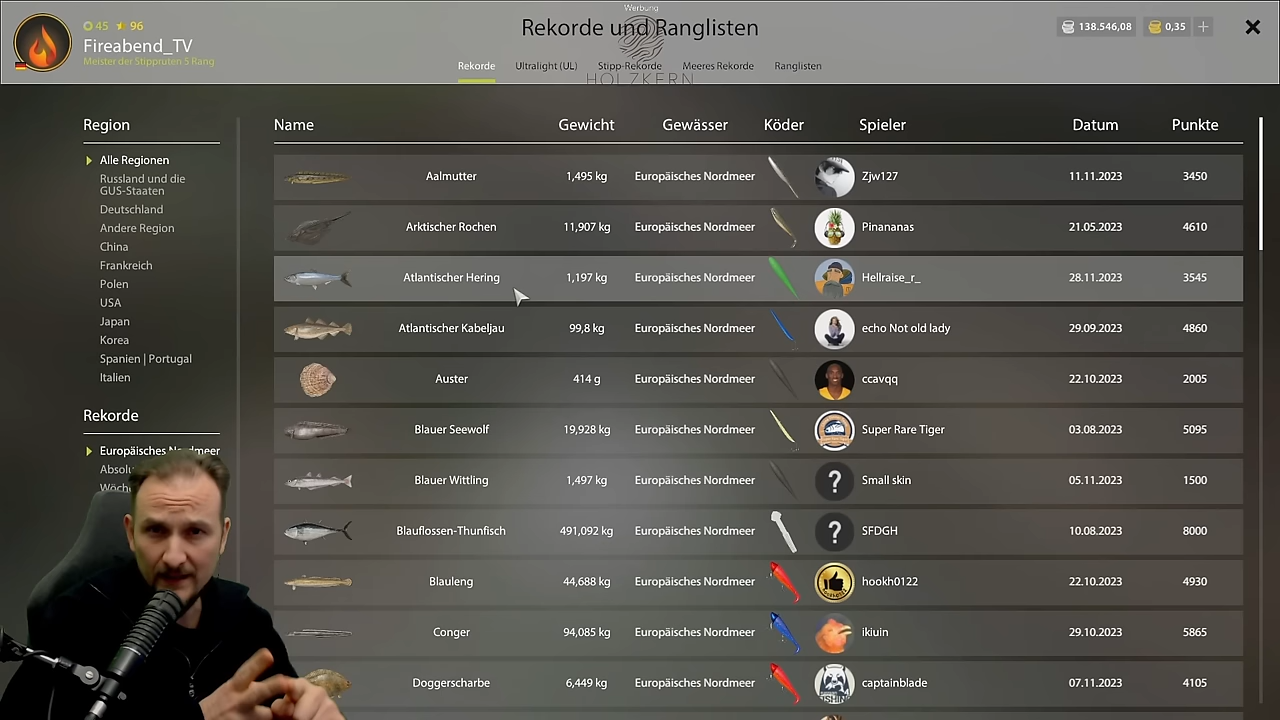 Werbung
45 96
Rekorde und Ranglisten
138.546,08 0,35 +
Fireabend_TV
Meister der Stippruten 5 Rang
Rekorde Ultralight (UL) Stipp-Rekorde Meeres Rekorde Ranglisten
HOLZKERN
Region
Alle Regionen
Russland und die
GUS-Staaten
Deutschland
Andere Region
China
Frankreich
Polen
USA
Japan
Korea
Spanien | Portugal
Italien
Rekorde
Europäisches Nordmeer
Absolu
Wöch
Name Gewicht Gewässer Köder Spieler Datum Punkte
Aalmutter 1,495 kg Europäisches Nordmeer Zjw127 11.11.2023 3450
Arktischer Rochen 11,907 kg Europäisches Nordmeer Pinananas 21.05.2023 4610
Atlantischer Hering 1,197 kg Europäisches Nordmeer Hellraise_r_ 28.11.2023 3545
Atlantischer Kabeljau 99,8 kg Europäisches Nordmeer echo Not old lady 29.09.2023 4860
Auster 414 g Europäisches Nordmeer ccavqq 22.10.2023 2005
Blauer Seewolf 19,928 kg Europäisches Nordmeer Super Rare Tiger 03.08.2023 5095
Blauer Wittling 1,497 kg Europäisches Nordmeer ? Small skin 05.11.2023 1500
Blauflossen-Thunfisch 491,092 kg Europäisches Nordmeer ? SFDGH 10.08.2023 8000
Blauleng 44,688 kg Europäisches Nordmeer hookh0122 22.10.2023 4930
Conger 94,085 kg Europäisches Nordmeer ikiuin 29.10.2023 5865
Doggerscharbe 6,449 kg Europäisches Nordmeer captainblade 07.11.2023 4105